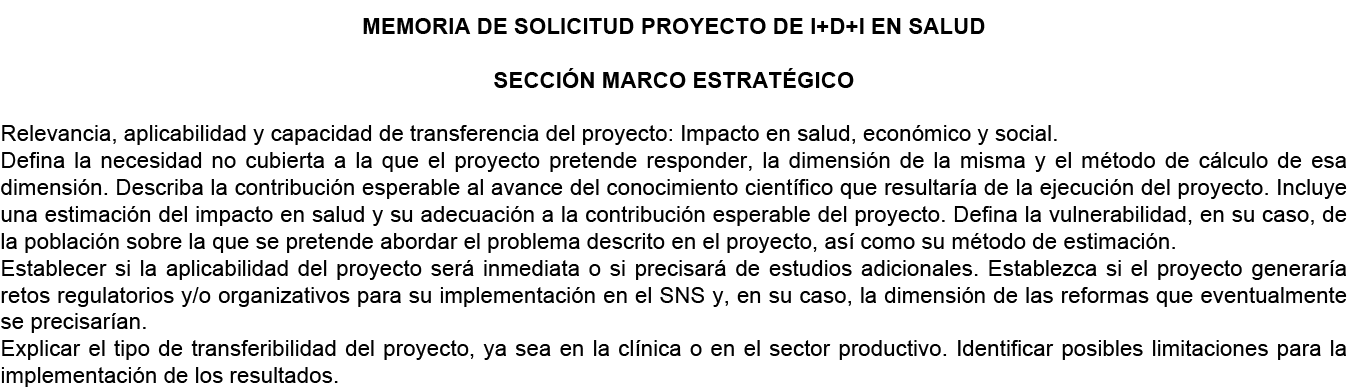 MEMORIA DE SOLICITUD PROYECTO DE I+D+I EN SALUD
SECCIÓN MARCO ESTRATÉGICO
Relevancia, aplicabilidad y capacidad de transferencia del proyecto: Impacto en salud, económico y social.
Defina la necesidad no cubierta a la que el proyecto pretende responder, la dimensión de la misma y el método de cálculo de esa
dimensión. Describa la contribución esperable al avance del conocimiento científico que resultaría de la ejecución del proyecto. Incluye
una estimación del impacto en salud y su adecuación a la contribución esperable del proyecto. Defina la vulnerabilidad, en su caso, de
la población sobre la que se pretende abordar el problema descrito en el proyecto, así como su método de estimación.
Establecer si la aplicabilidad del proyecto será inmediata o si precisará de estudios adicionales. Establezca si el proyecto generaría
retos regulatorios y/o organizativos para su implementación en el SNS y, en su caso, la dimensión de las reformas que eventualmente
se precisarían.
Explicar el tipo de transferibilidad del proyecto, ya sea en la clínica o en el sector productivo. Identificar posibles limitaciones para la
implementación de los resultados.